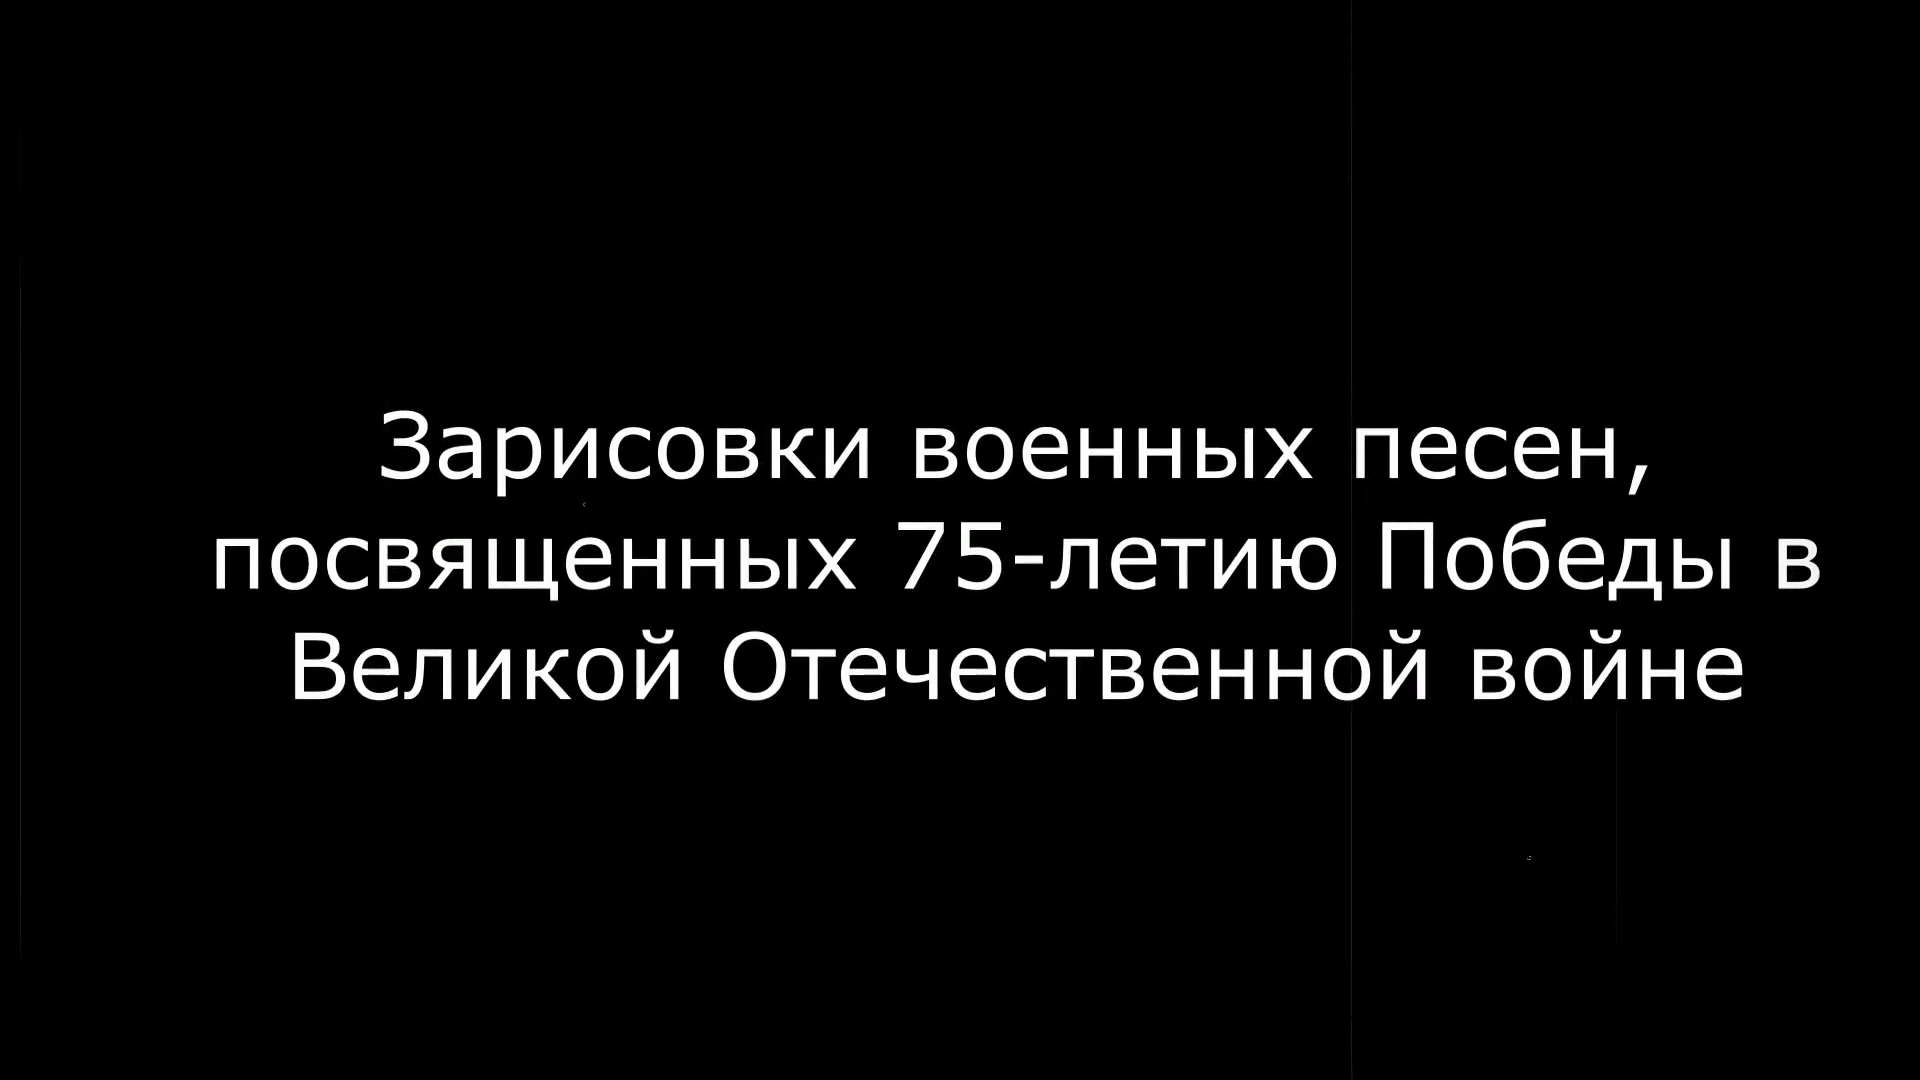 Зарисовки военных песен,
посвященных 75-летию Победы в
Великой Отечественной войне